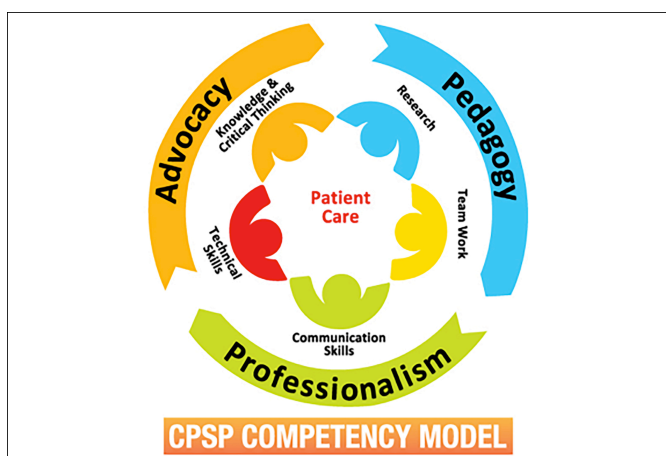 Advocacy
Pedagogy
Knowledge &
Critical Thinking
Research
Patient
Care
Technical
Skills
Team Work
Communication
Skills
Professionalism
CPSP COMPETENCY MODEL